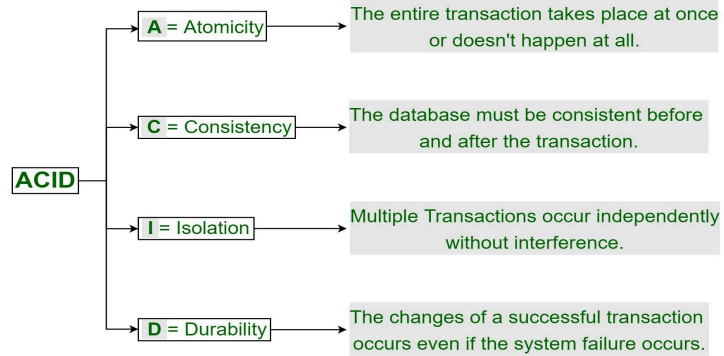 A = Atomicity
The entire transaction takes place at once
or doesn't happen at all.
C = Consistency
The database must be consistent before
and after the transaction.
ACID
I = Isolation
Multiple Transactions occur independently
without interference.
D = Durability
The changes of a successful transaction
occurs even if the system failure occurs.